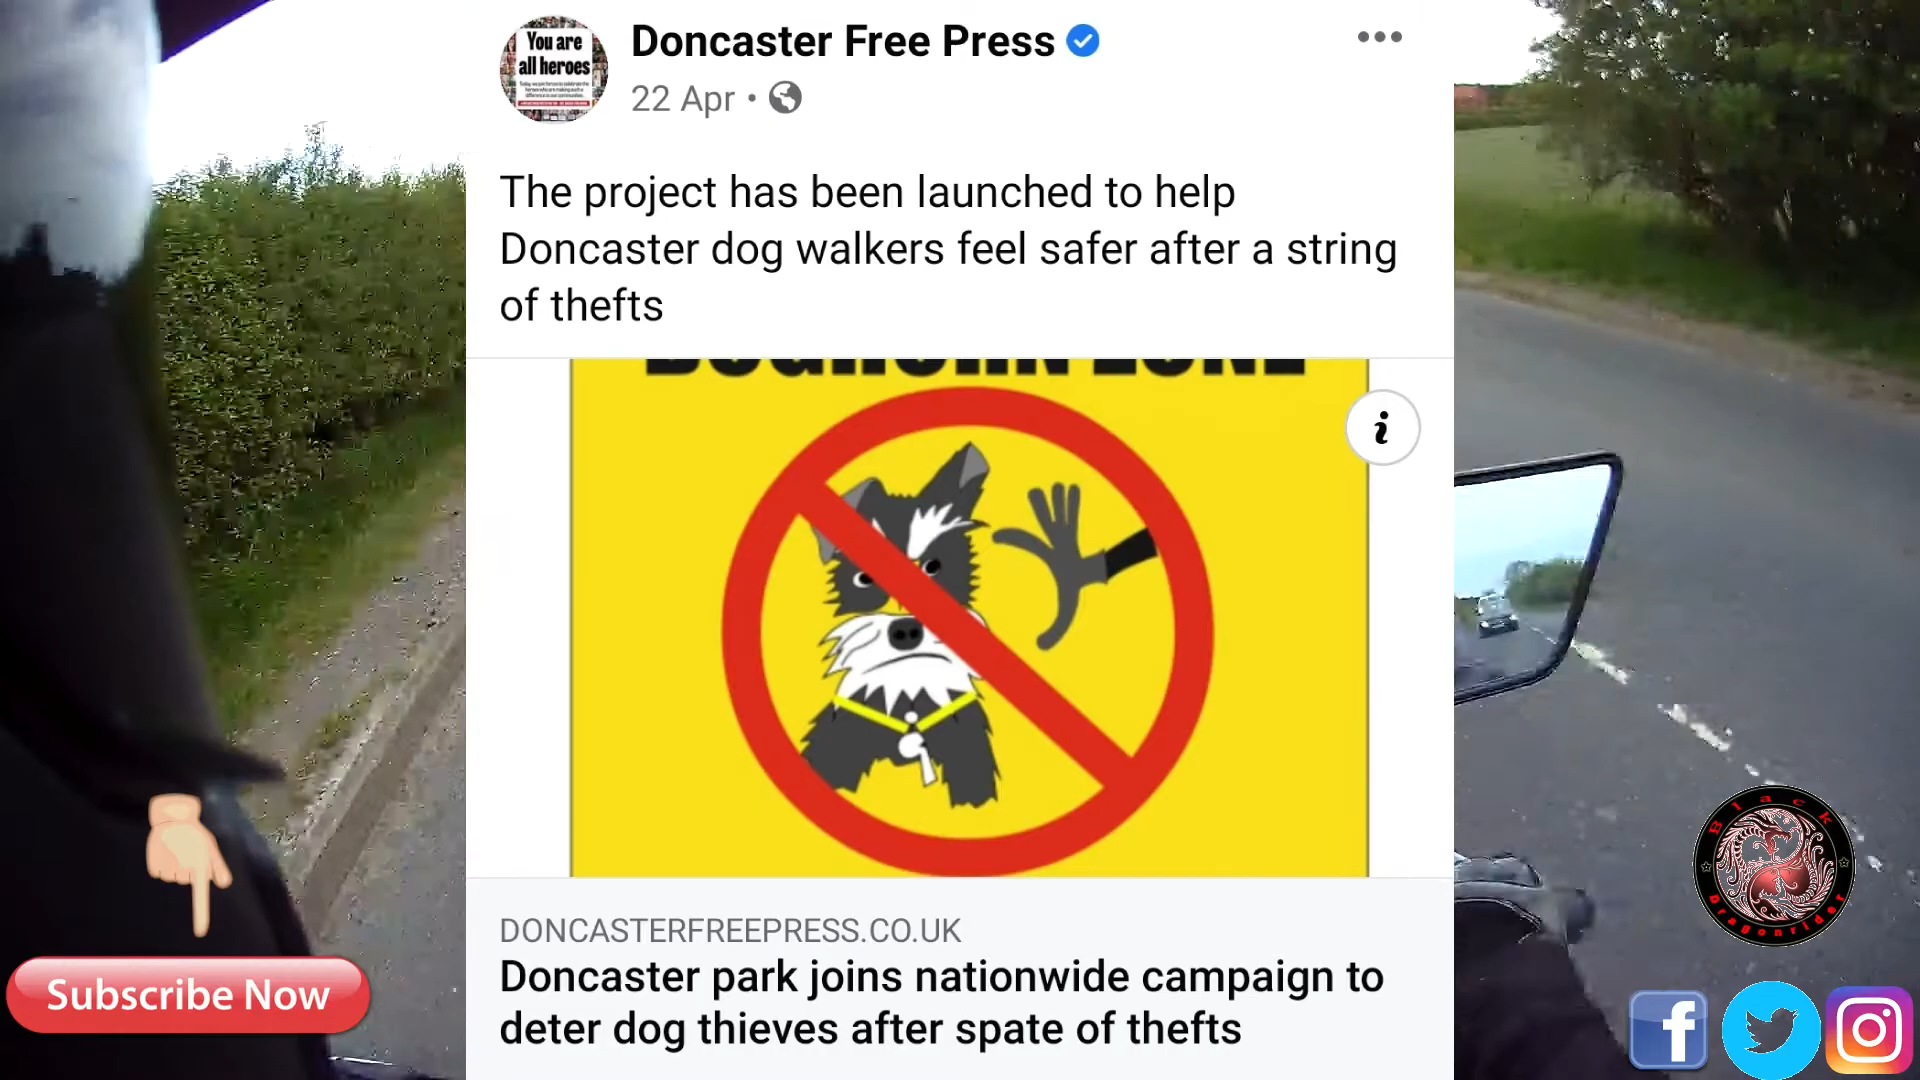 You are
all heroes
Doncaster Free Press
22 Apr
The project has been launched to help
Doncaster dog walkers feel safer after a string
of thefts
i
DONCASTERFREEPRESS.CO.UK
Doncaster park joins nationwide campaign to
deter dog thieves after spate of thefts
Subscribe Now
Black
Dragonrider